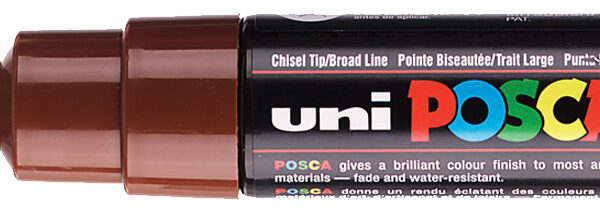 antes de aplicar.
PAT.
Chisel Tip/Broad Line Pointe Biseautée/Trait Large
uni POSCA
POSCA gives a brilliant colour finish to most
materials – fade and water-resistant.
POSCA donne un rendu éclatant des couleurs